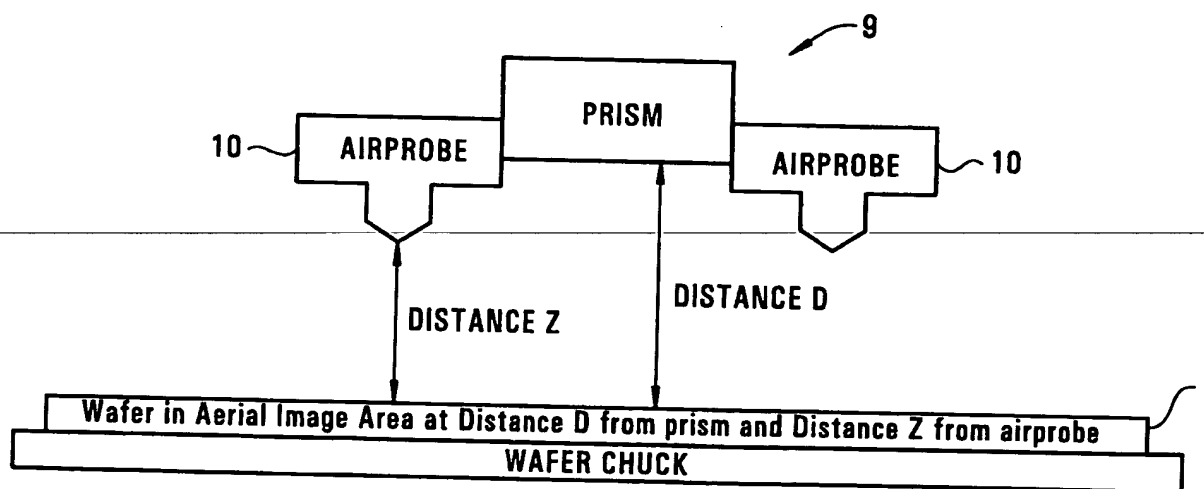 9
PRISM
10
AIRPROBE
AIRPROBE
10
DISTANCE Z
DISTANCE D
Wafer in Aerial Image Area at Distance D from prism and Distance Z from airprobe
WAFER CHUCK